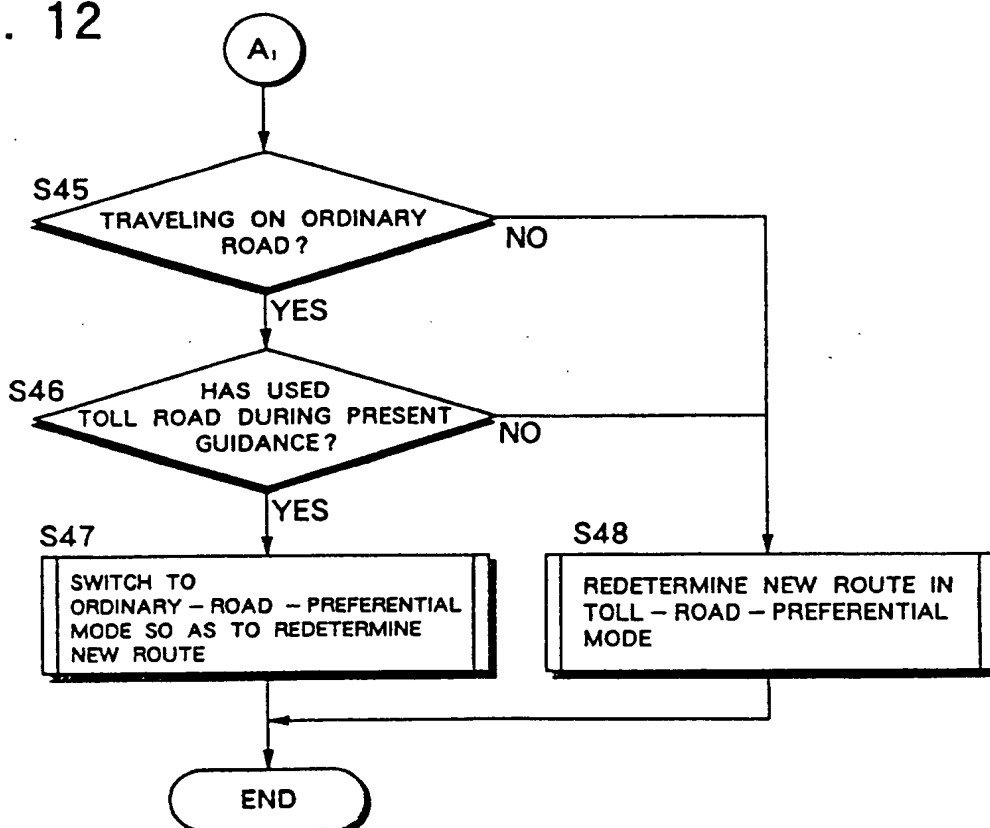 . 12
A₁
S45
TRAVELING ON ORDINARY
ROAD?
NO
YES
S46
HAS USED
TOLL ROAD DURING PRESENT
GUIDANCE?
NO
YES
S47
SWITCH TO
ORDINARY-ROAD-PREFERENTIAL
MODE SO AS TO REDETERMINE
NEW ROUTE
S48
REDETERMINE NEW ROUTE IN
TOLL-ROAD-PREFERENTIAL
MODE
END